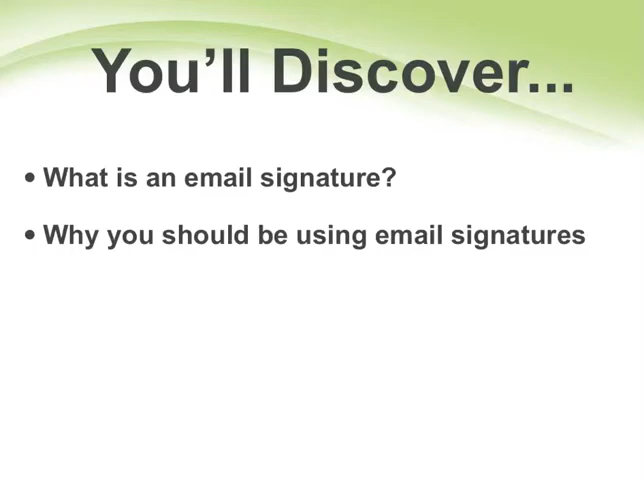 You’ll Discover...
• What is an email signature?
• Why you should be using email signatures